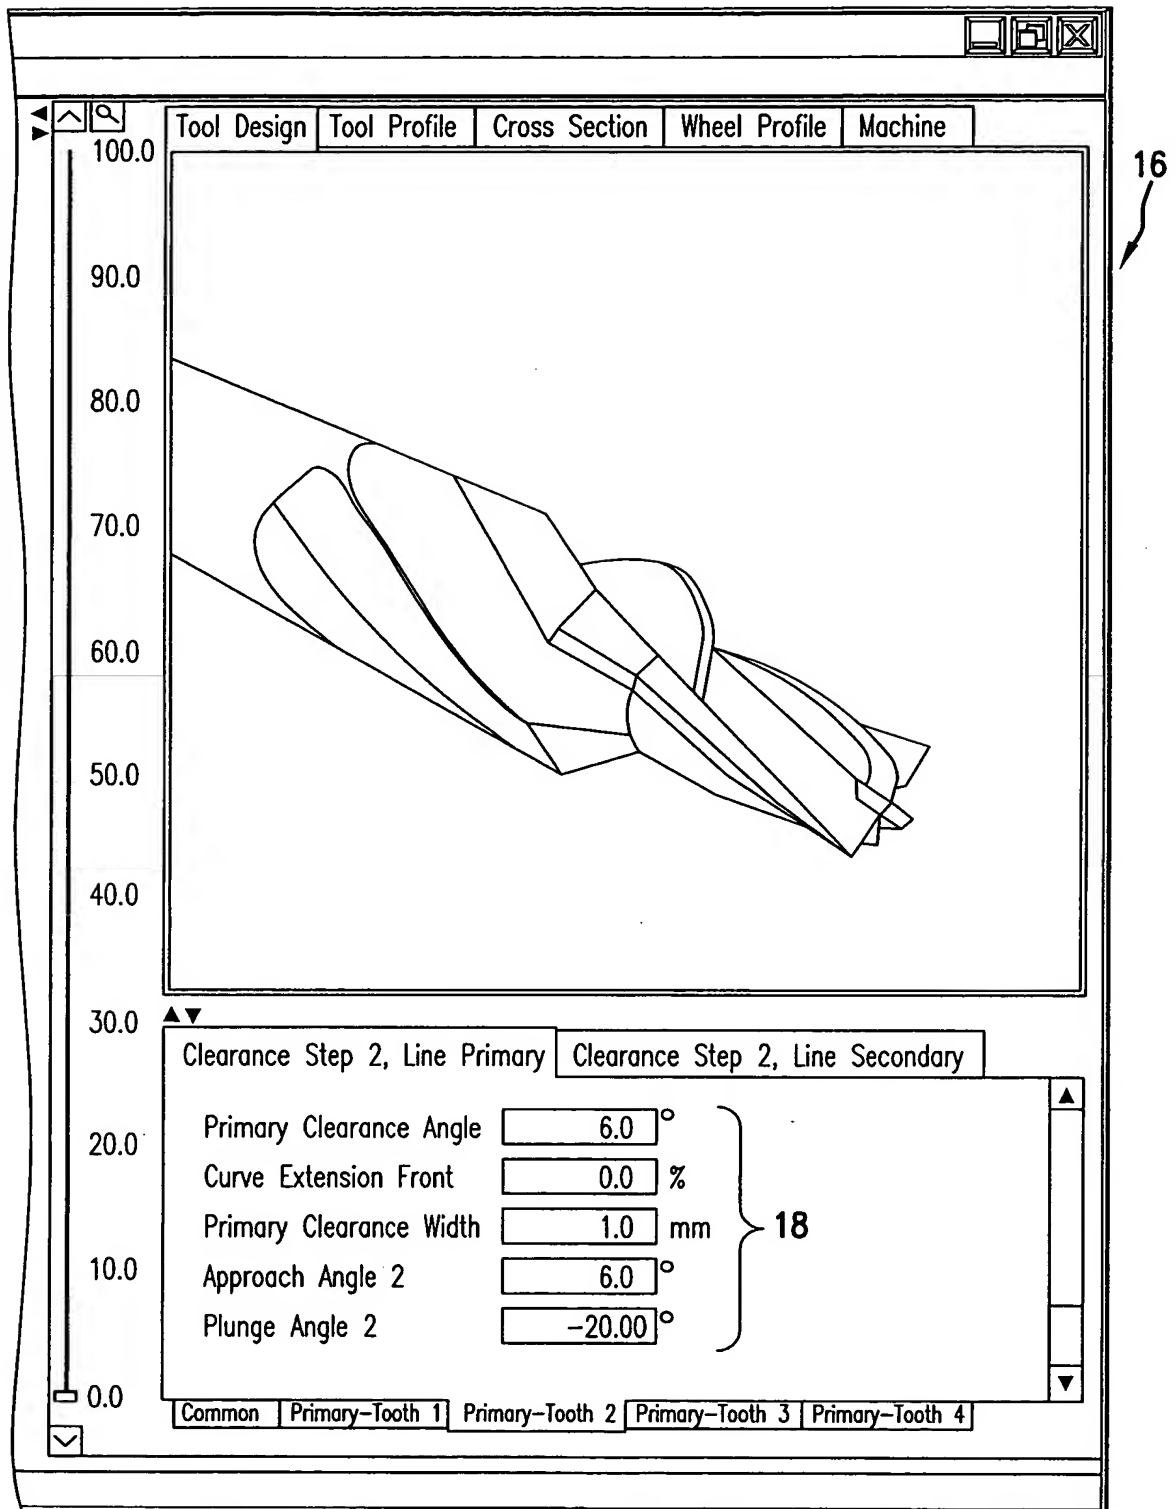 Tool Design Tool Profile Cross Section Wheel Profile Machine
16
100.0
90.0
80.0
70.0
60.0
50.0
40.0
30.0
20.0
10.0
0.0
Clearance Step 2, Line Primary Clearance Step 2, Line Secondary
Primary Clearance Angle 6.0 °
Curve Extension Front 0.0 %
Primary Clearance Width 1.0 mm
Approach Angle 2 6.0 °
Plunge Angle 2 -20.00 °
18
Common Primary-Tooth 1 Primary-Tooth 2 Primary-Tooth 3 Primary-Tooth 4